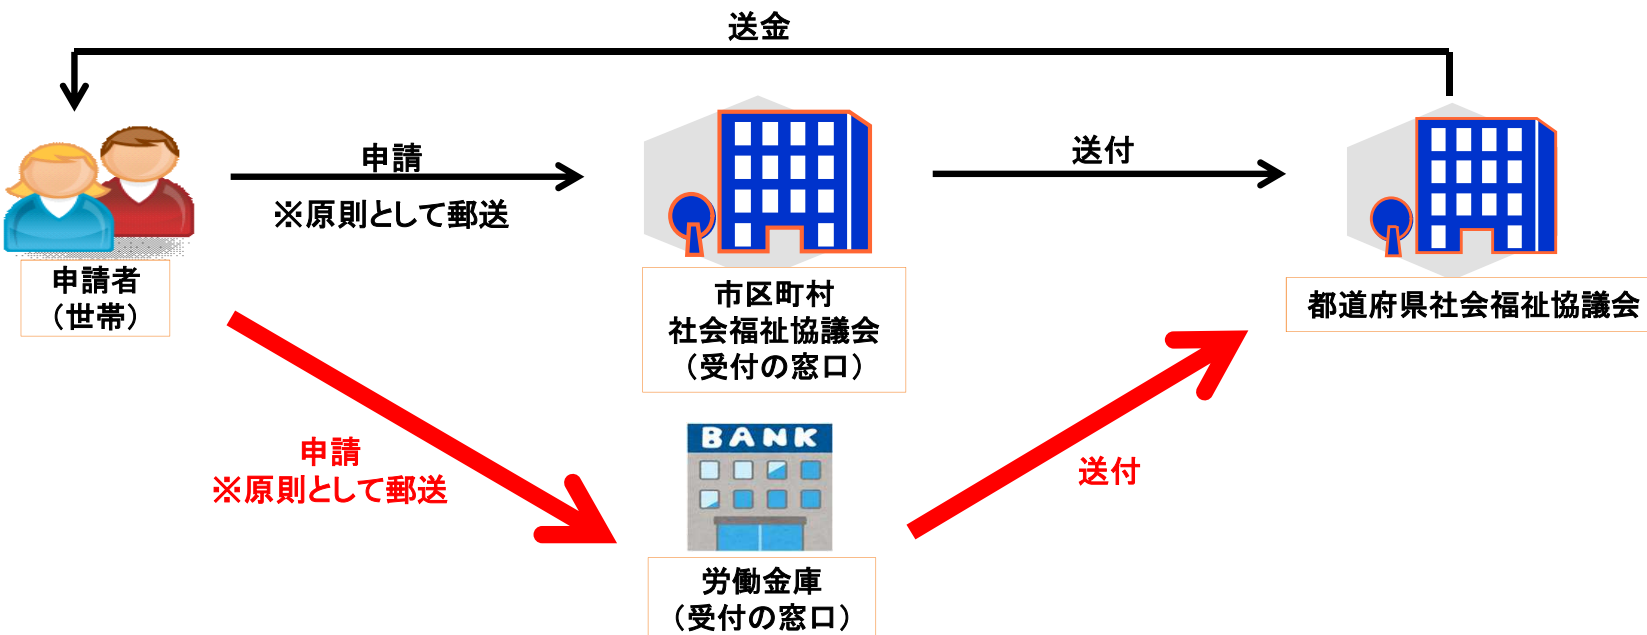 送金
申請
※原則として郵送
送付
申請者
（世帯）
市区町村
社会福祉協議会
（受付の窓口）
都道府県社会福祉協議会
申請
※原則として郵送
BANK
送付
労働金庫
（受付の窓口）